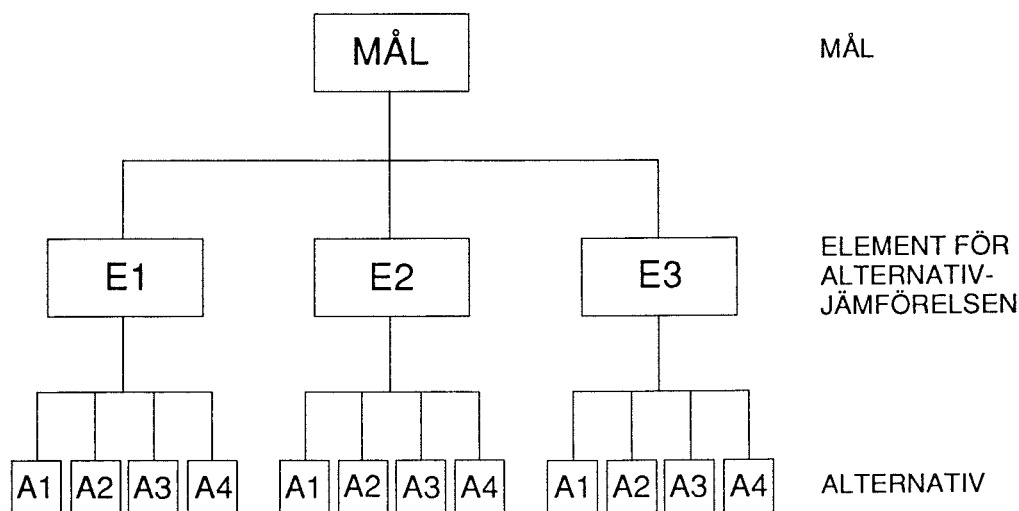 MÅL MÅL
E1 E2 E3 ELEMENT FÖR
ALTERNATIV-
JÄMFÖRELSEN
A1 A2 A3 A4 A1 A2 A3 A4 A1 A2 A3 A4 ALTERNATIV